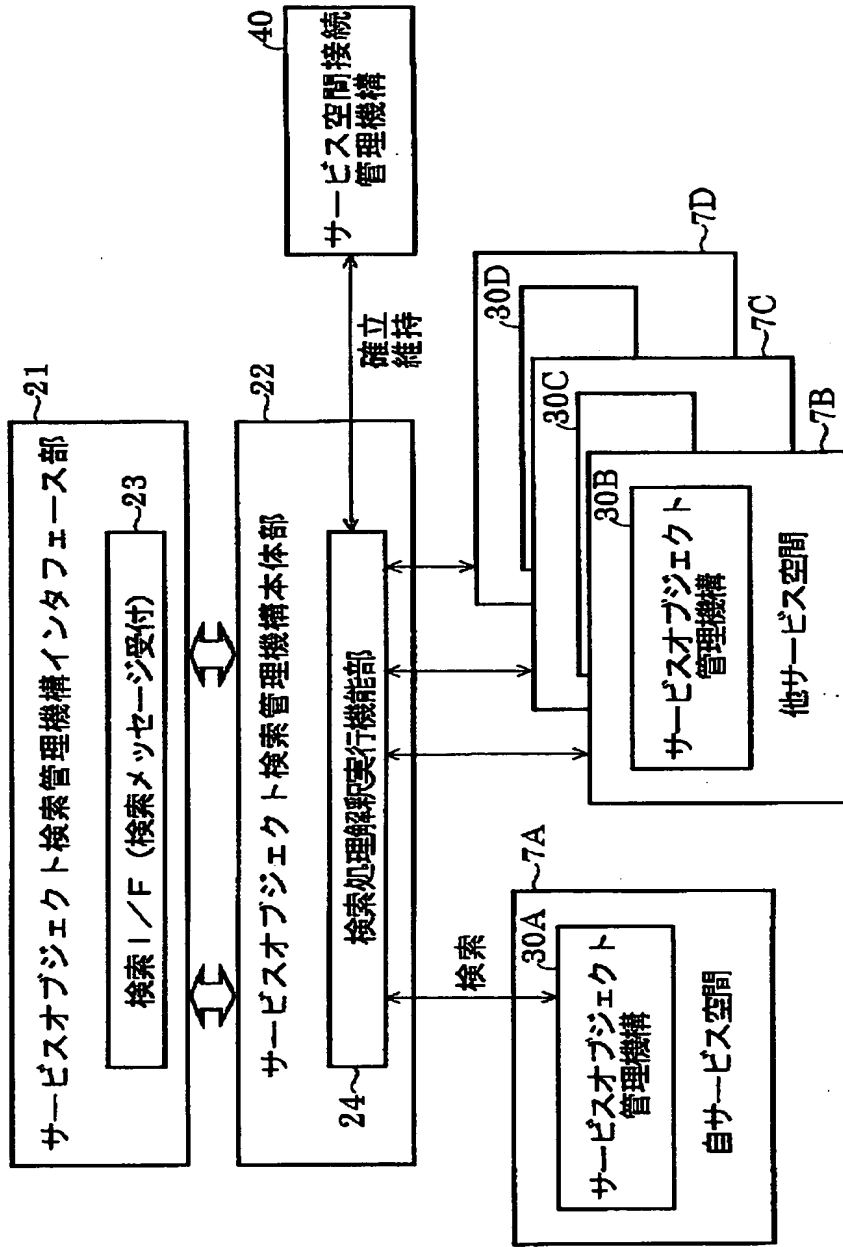 サービスオブジェクト検索管理機構インタフェース部
21
検索I/F（検索メッセージ受付）
23
サービスオブジェクト検索管理機構本体部
22
検索処理解釈実行機能部
24
確立
維持
サービス空間接続
管理機構
40
検索
7A
30A
サービスオブジェクト
管理機構
自サービス空間
7B
30B
サービスオブジェクト
管理機構
他サービス空間
30C
7C
30D
7D